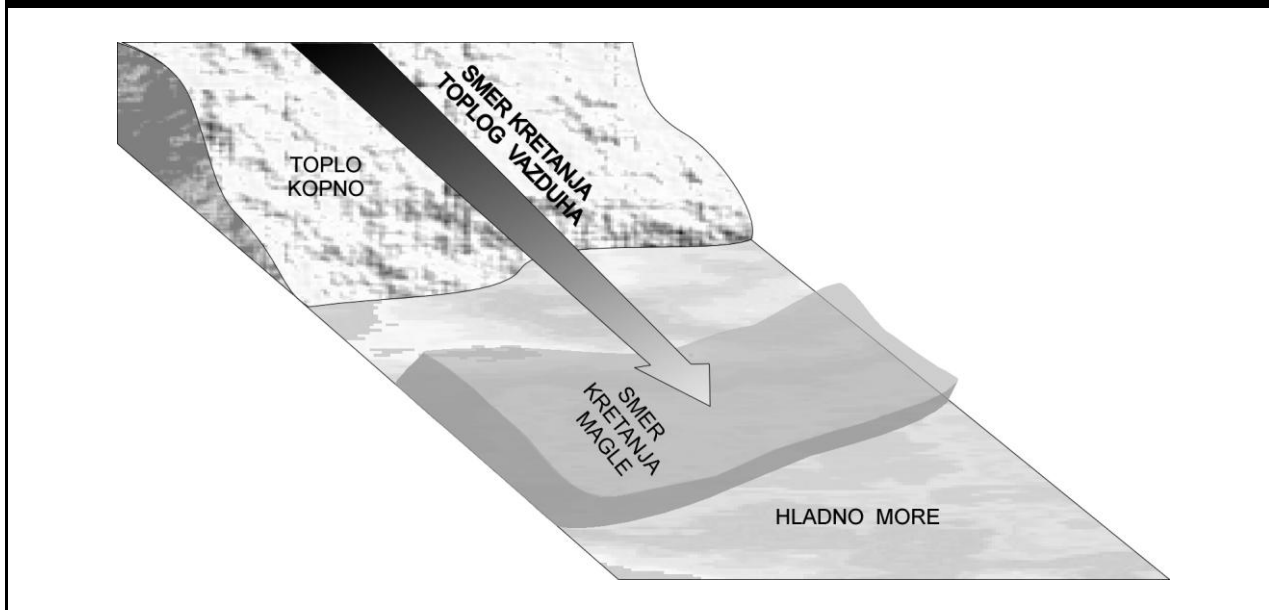 SMER KRETANJA
TOPLOG VAZDUHA
TOPLO
KOPNO
SMER
KRETANJA
MAGLE
HLADNO MORE